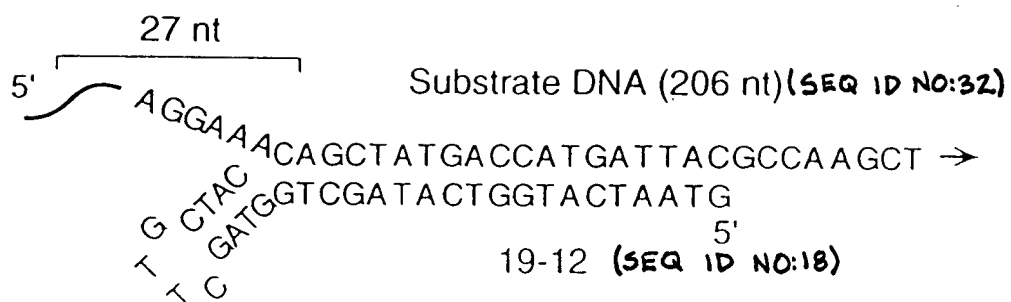 27 nt
5'
Substrate DNA (206 nt) (SEQ ID NO:32)
AGGAAACAGCTATGACCATGATTACGCCAAGCT →
CTAC
GATGGTCGATACTGGTACTAATG
G
T
T
C
5'
19-12 (SEQ ID NO:18)